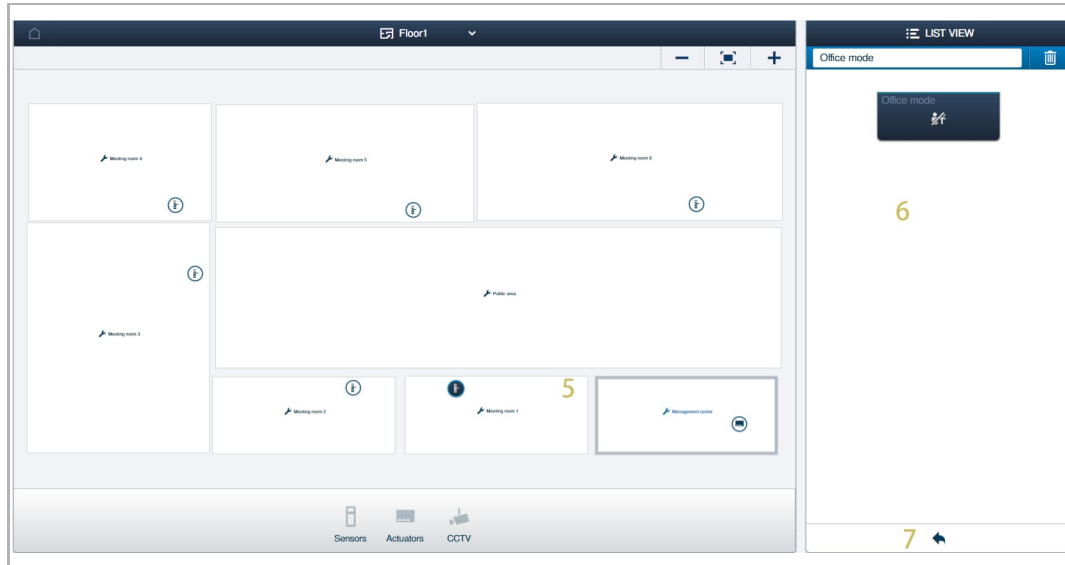 Floor1
LIST VIEW
Office mode
Office mode
Meeting room 4
Meeting room 5
Meeting room 6
6
Meeting room 3
Public area
5
Meeting room 2
Meeting room 1
Management center
Sensors
Actuators
CCTV
7